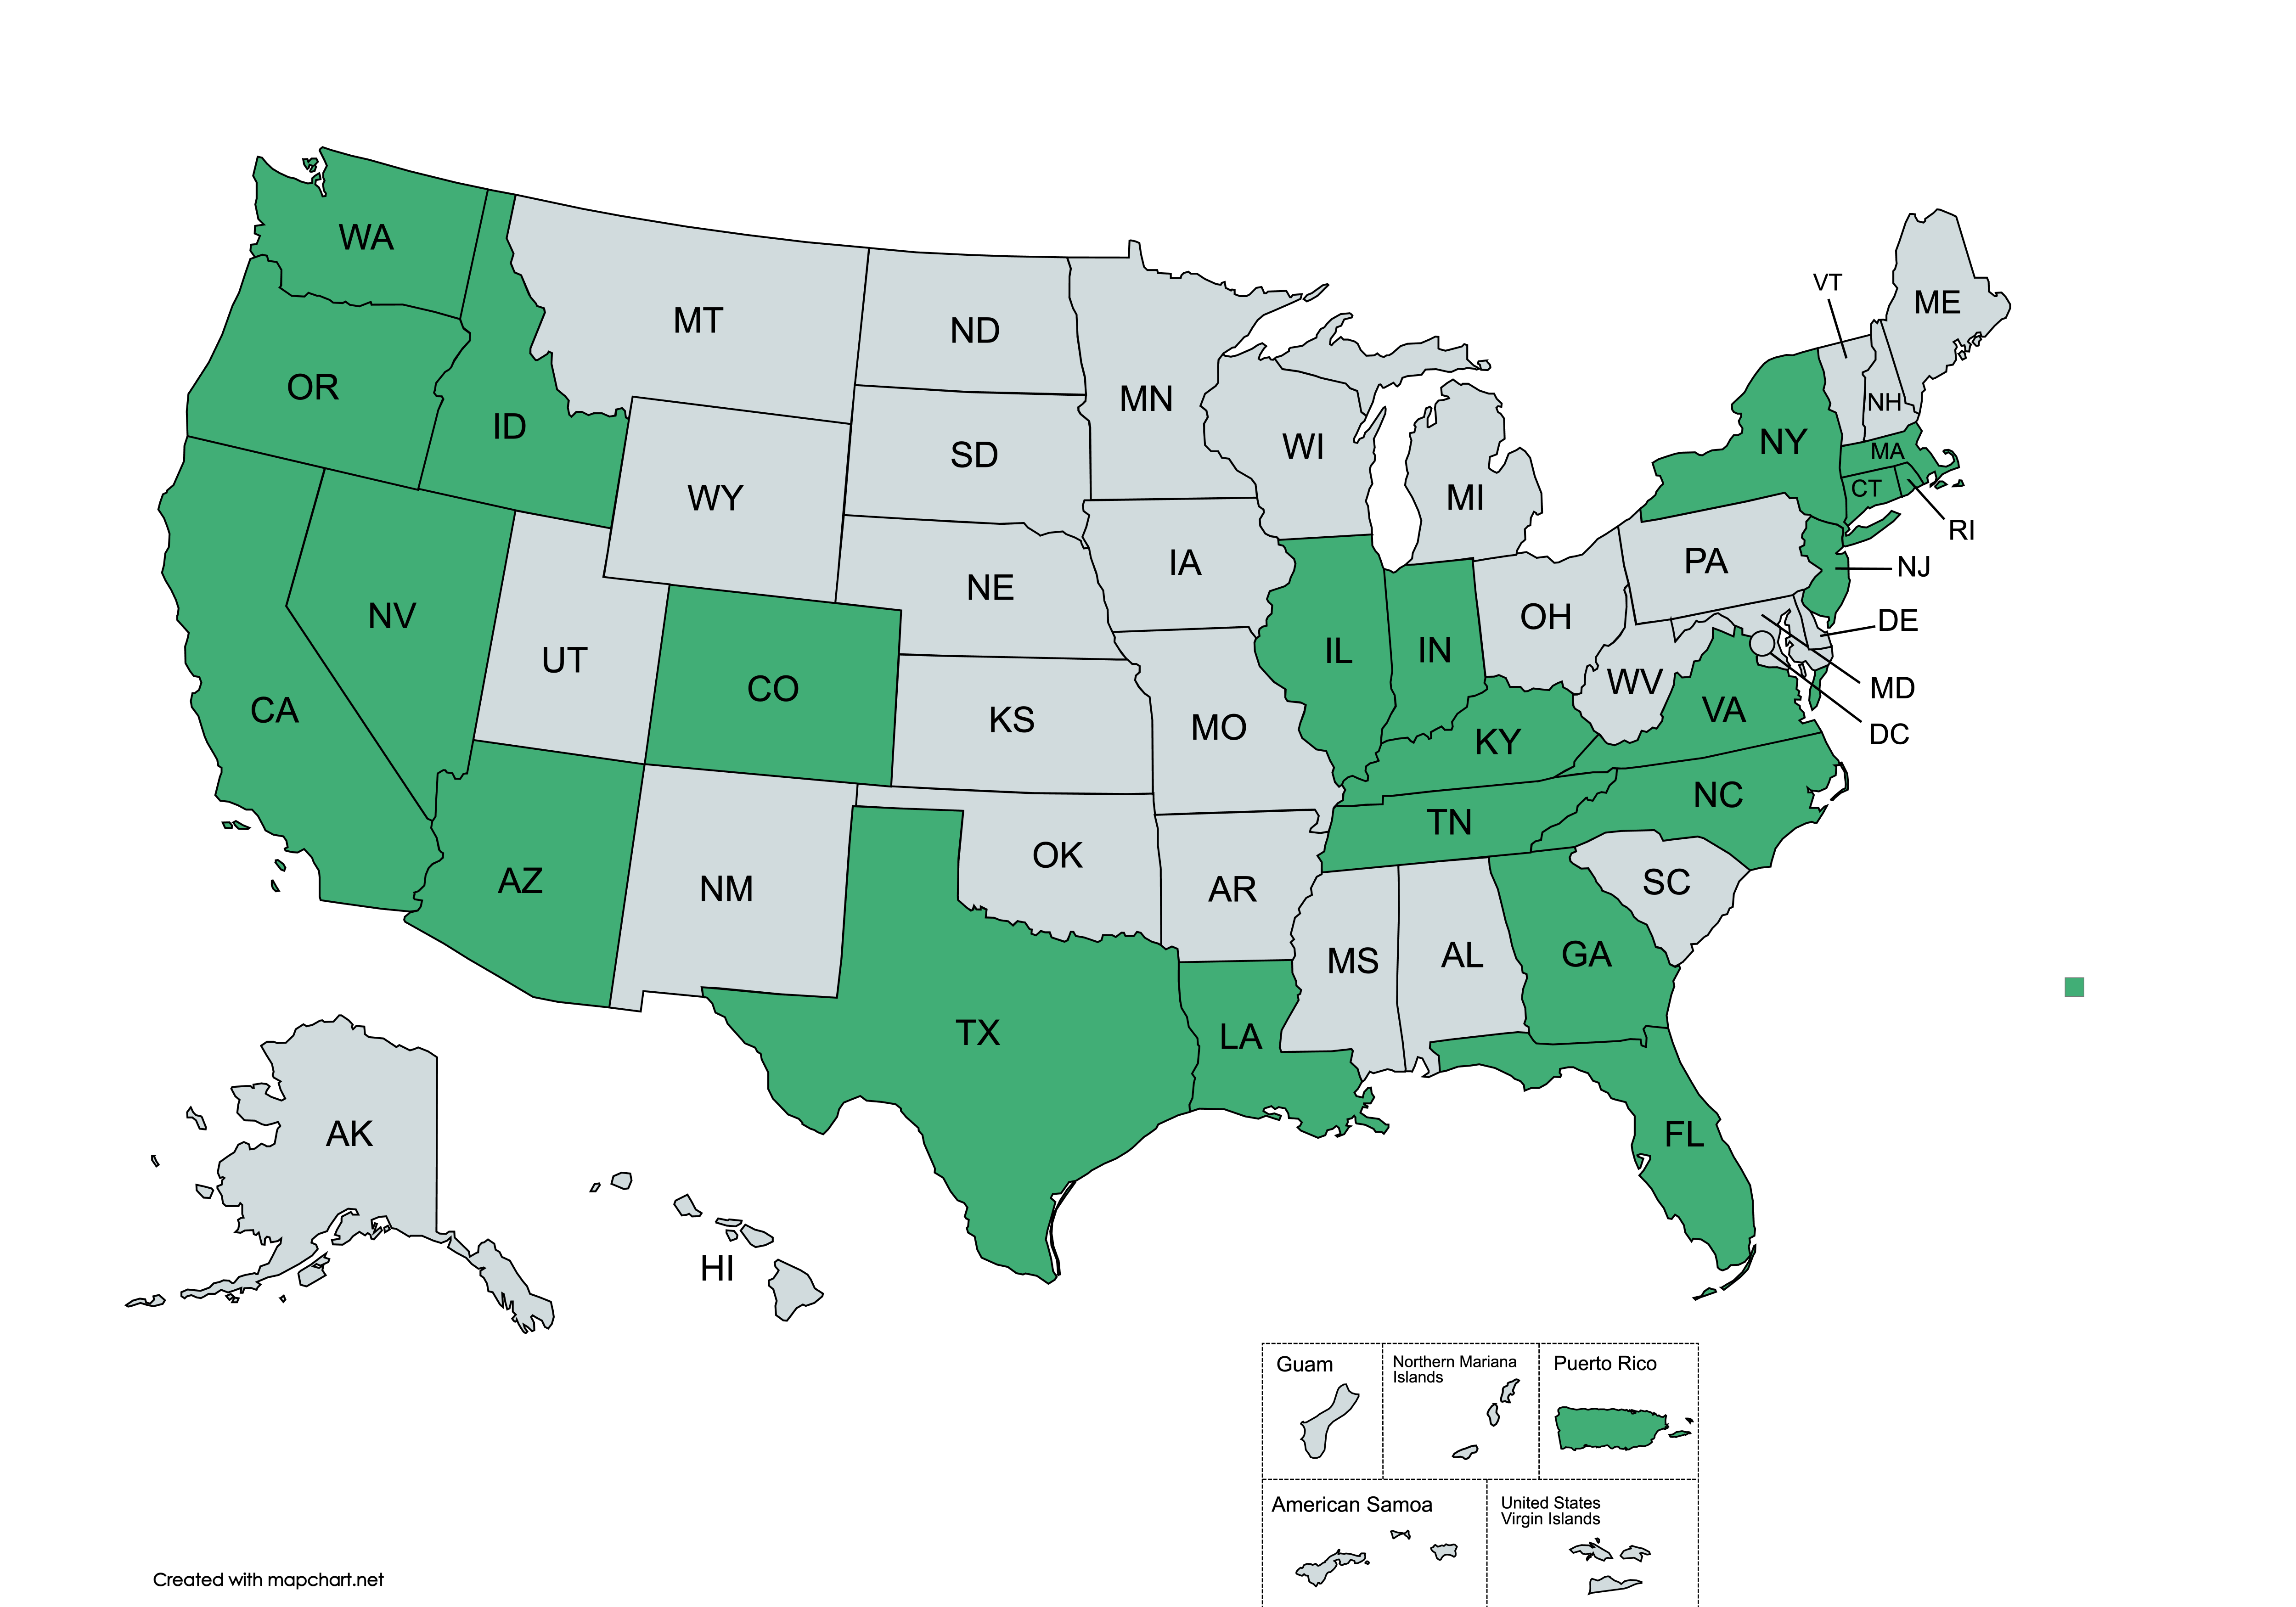 WA
MT
ND
MN
VT
ME
OR
ID
SD
WI
NH
NY
MA
WY
MI
CT
RI
IA
PA
NJ
NE
NV
OH
DE
UT
IL
IN
CO
WV
MD
CA
KS
MO
KY
VA
DC
NC
TN
OK
AZ
NM
AR
SC
MS
AL
GA
TX
LA
AK
FL
HI
Guam
Northern Mariana
Islands
Puerto Rico
American Samoa
United States
Virgin Islands
Created with mapchart.net